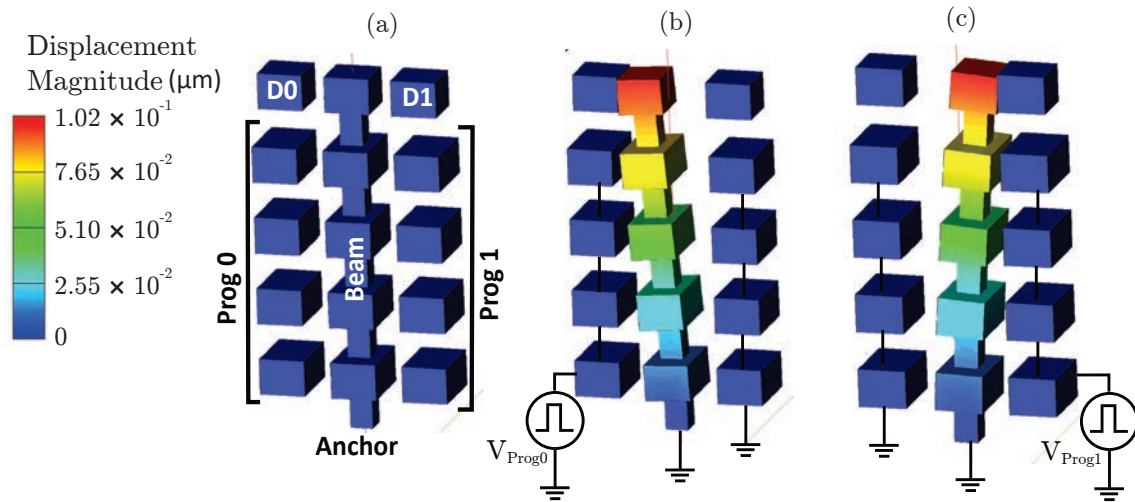 (a)
(b)
(c)
Displacement
Magnitude (μm)
1.02 × 10⁻¹
7.65 × 10⁻²
5.10 × 10⁻²
2.55 × 10⁻²
0
D0
D1
Prog 0
Beam
Prog 1
Anchor
V_Prog0
V_Prog1